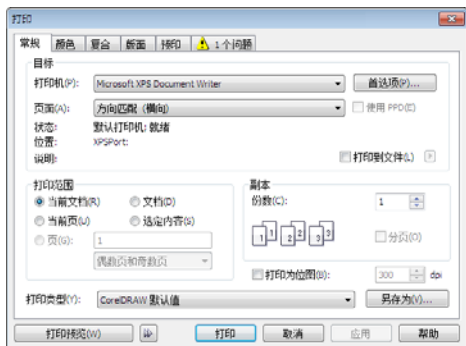 打印
常规 颜色 复合 版面 预印 1 个问题
目标
打印机(P): Microsoft XPS Document Writer 首选项(F)...
页面(A): 方向匹配 (横向) 使用 PPD(E)
状态: 默认打印机: 就绪
位置: XPSPort:
说明: 打印到文件(L)
打印范围 副本
当前文档(R) 文档(D) 份数(C): 1
当前页(U) 选定内容(S)
页(G): 1 1 1 2 2 3 3 分页(O)
偶数页和奇数页
打印为位图(B): 300 dpi
打印类型(Y): CorelDRAW 默认值 另存为(V)...
打印预览(W) 打印 取消 应用 帮助